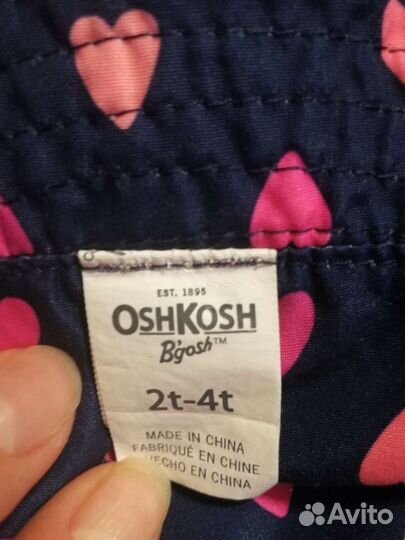 EST. 1895
OSHKOSH
B'gosh™
2t-4t
MADE IN CHINA
FABRIQUÉ EN CHINE
HECHO EN CHINA
Avito